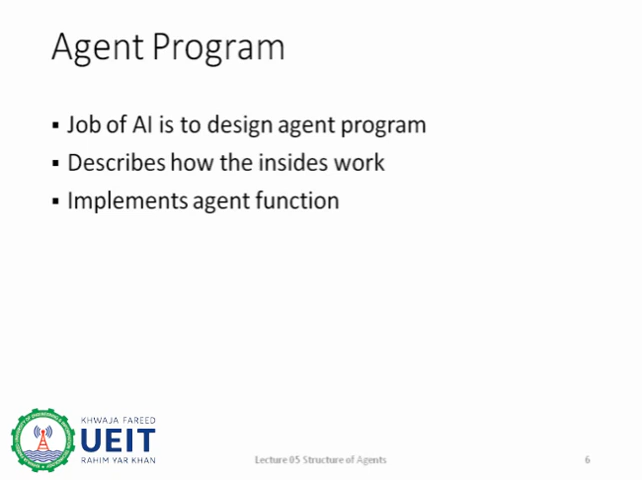 Agent Program
▪ Job of AI is to design agent program
▪ Describes how the insides work
▪ Implements agent function
KHWAJA FAREED
UEIT
RAHIM YAR KHAN
Lecture 05 Structure of Agents
6